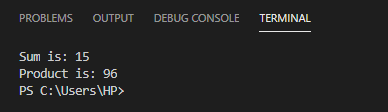 PROBLEMS OUTPUT DEBUG CONSOLE TERMINAL
Sum is: 15
Product is: 96
PS C:\Users\HP>